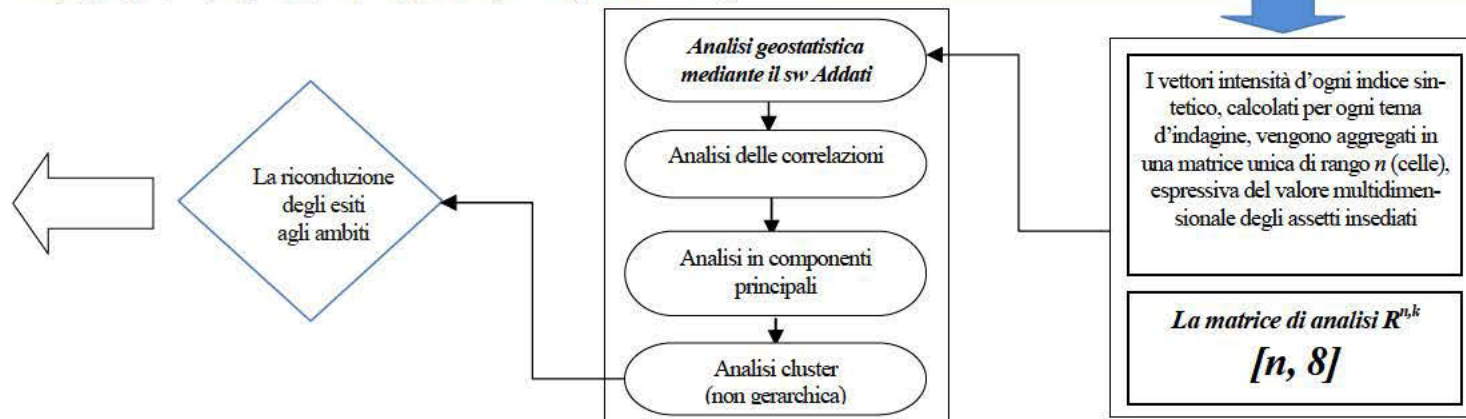 Analisi geostatistica
mediante il sw Addati
Analisi delle correlazioni
Analisi in componenti
principali
Analisi cluster
(non gerarchica)
La riconduzione
degli esiti
agli ambiti
I vettori intensità d'ogni indice sin-
tetico, calcolati per ogni tema
d'indagine, vengono aggregati in
una matrice unica di rango n (celle),
espressiva del valore multidimen-
sionale degli assetti insediati
La matrice di analisi R^{n,k}
[n, 8]